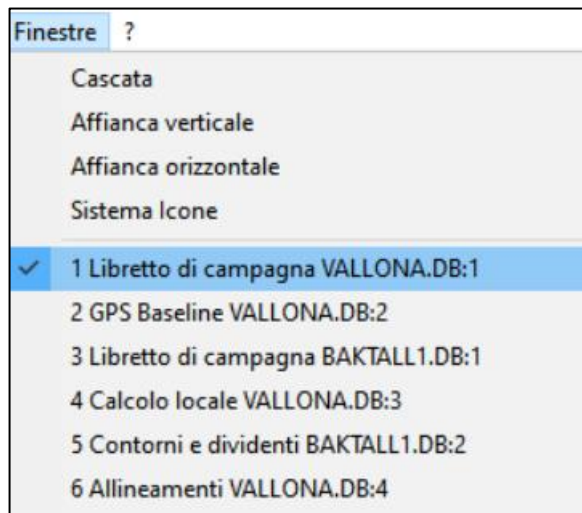 Finestre ?
Cascata
Affianca verticale
Affianca orizzontale
Sistema Icone
1 Libretto di campagna VALLONA.DB:1
2 GPS Baseline VALLONA.DB:2
3 Libretto di campagna BAKTALL1.DB:1
4 Calcolo locale VALLONA.DB:3
5 Contorni e dividenti BAKTALL1.DB:2
6 Allineamenti VALLONA.DB:4